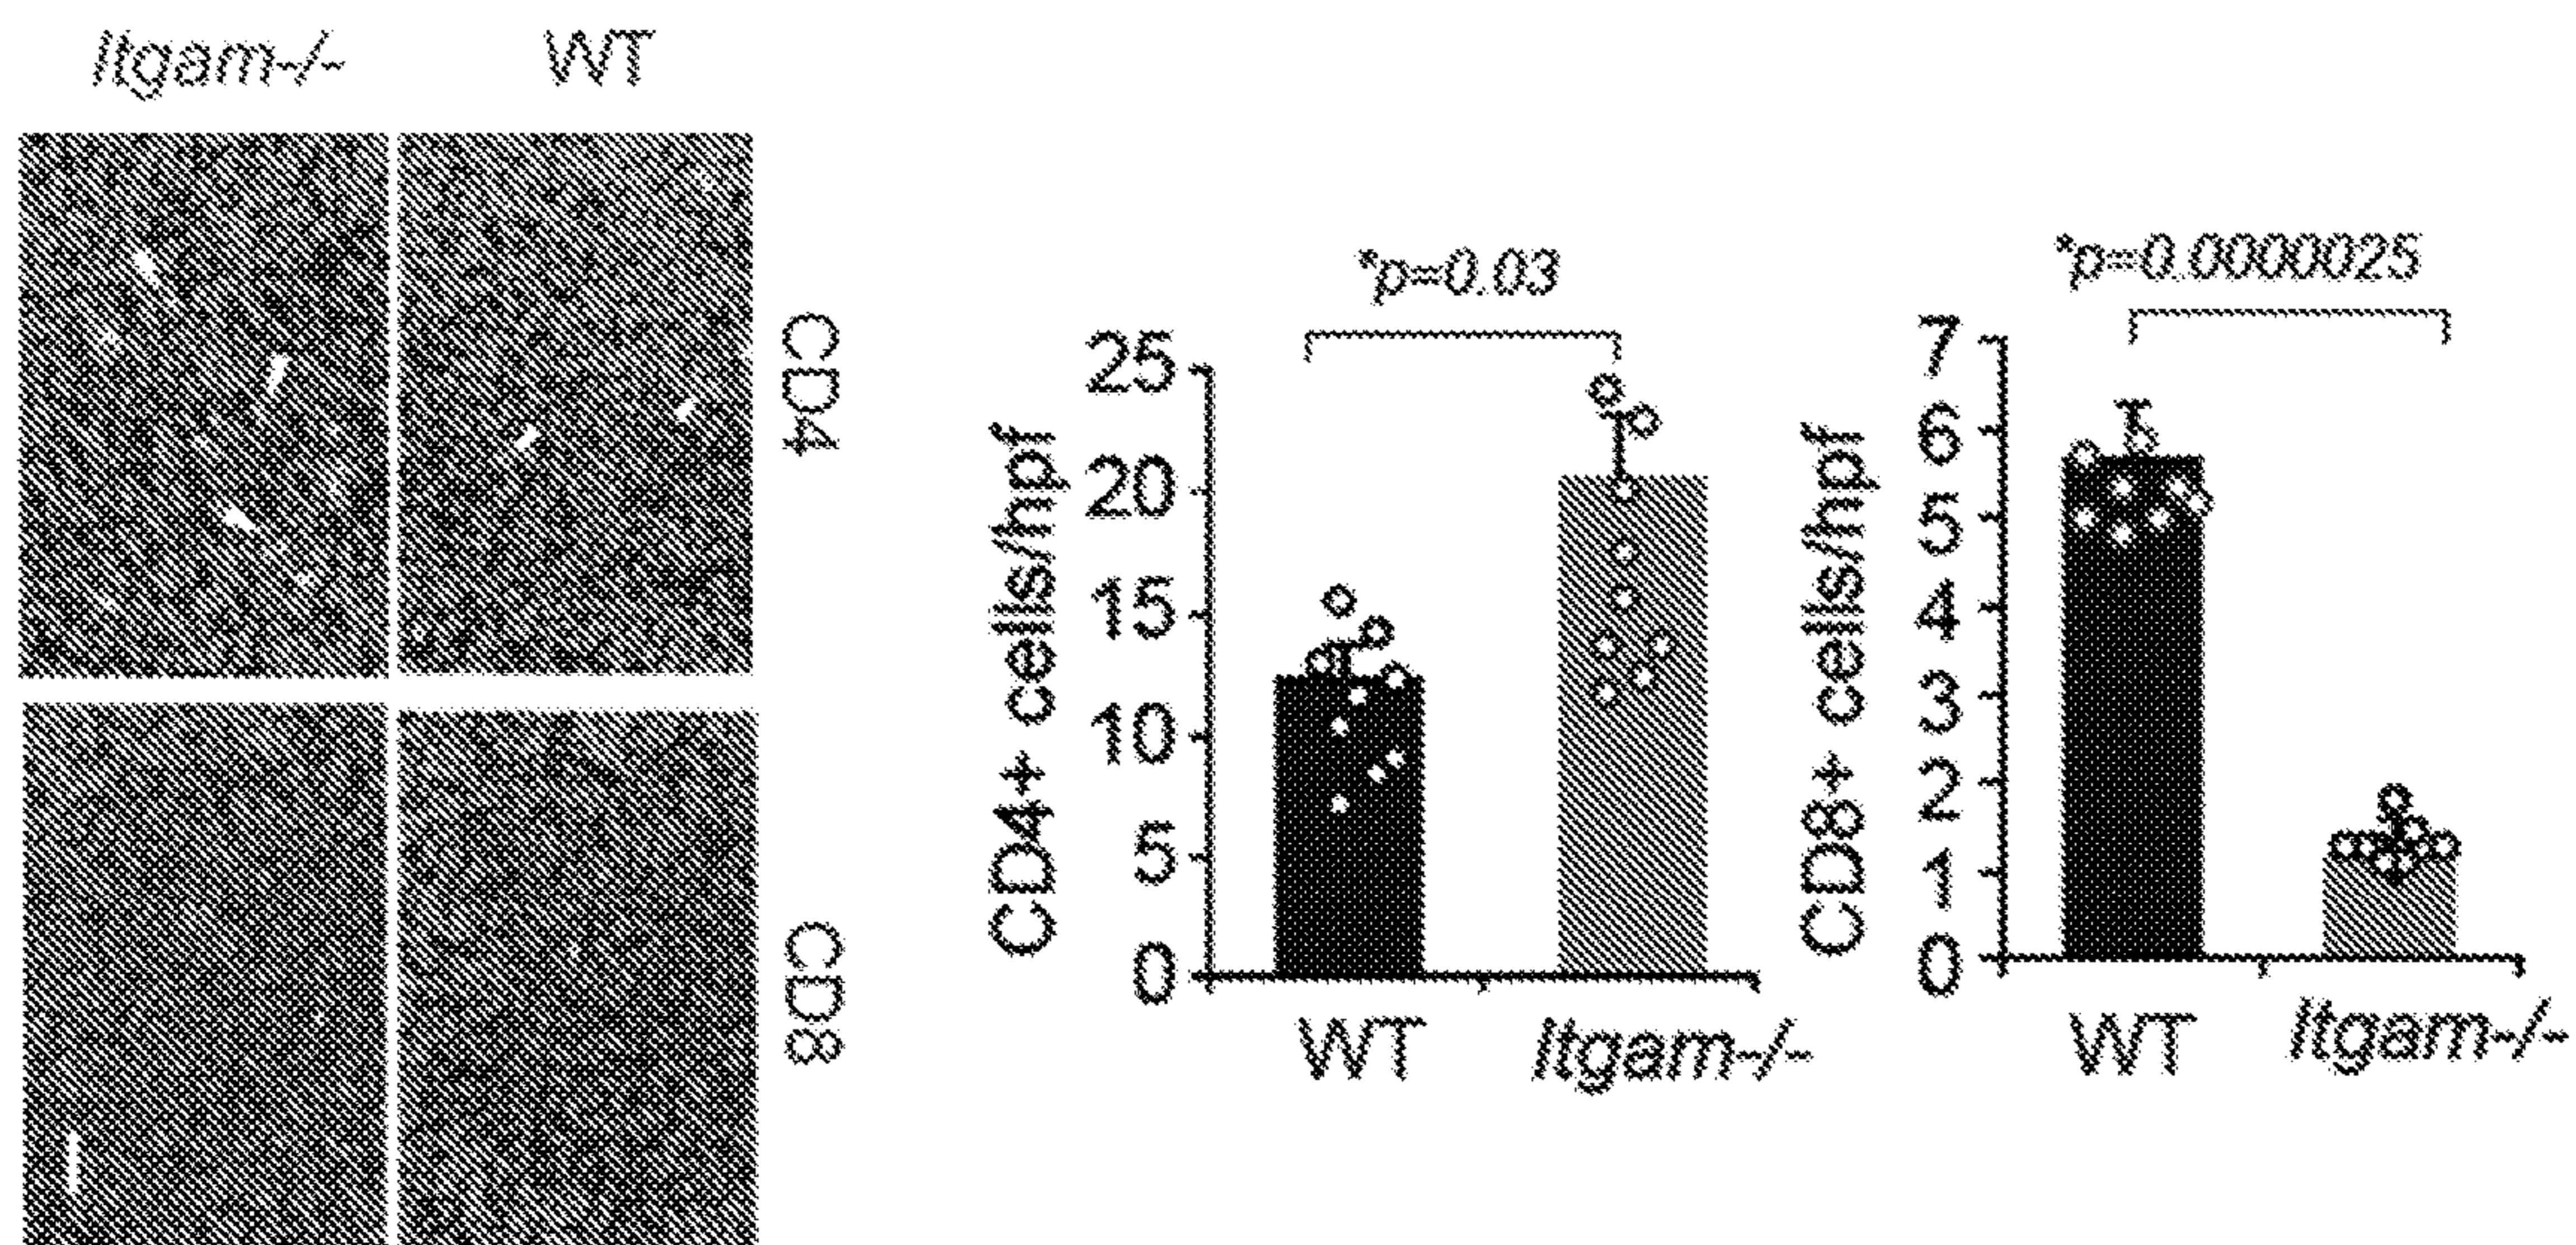 Itgam-/- WT
CD4
CD8
*p=0.03
CD4+ cells/hpf
25
20
15
10
5
0
WT Itgam-/-
*p=0.0000025
CD8+ cells/hpf
7
6
5
4
3
2
1
0
WT Itgam-/-